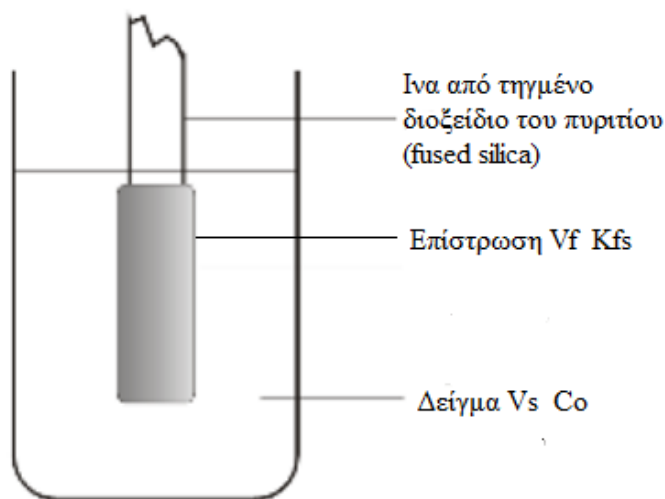 Ινα από τηγμένο
διοξείδιο του πυριτίου
(fused silica)
Επίστρωση Vf Kfs
Δείγμα Vs Co